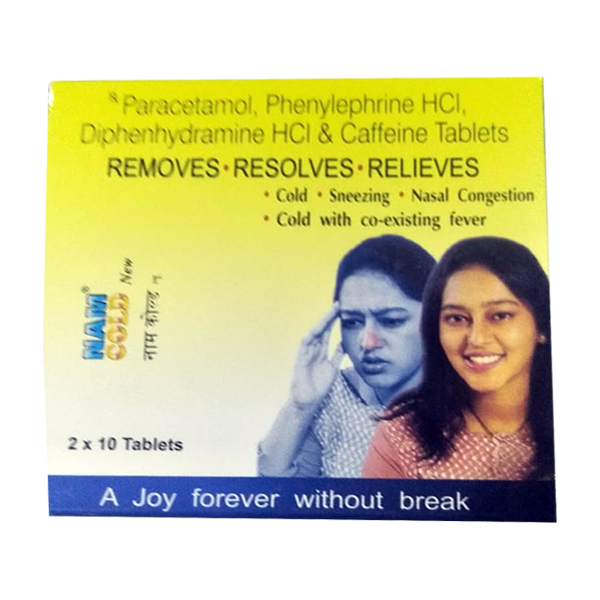 ℞ Paracetamol, Phenylephrine HCl,
Diphenhydramine HCl & Caffeine Tablets
REMOVES • RESOLVES • RELIEVES
• Cold • Sneezing • Nasal Congestion
• Cold with co-existing fever
NAM®
COLD New
नाम कोल्ड
2 x 10 Tablets
A Joy forever without break